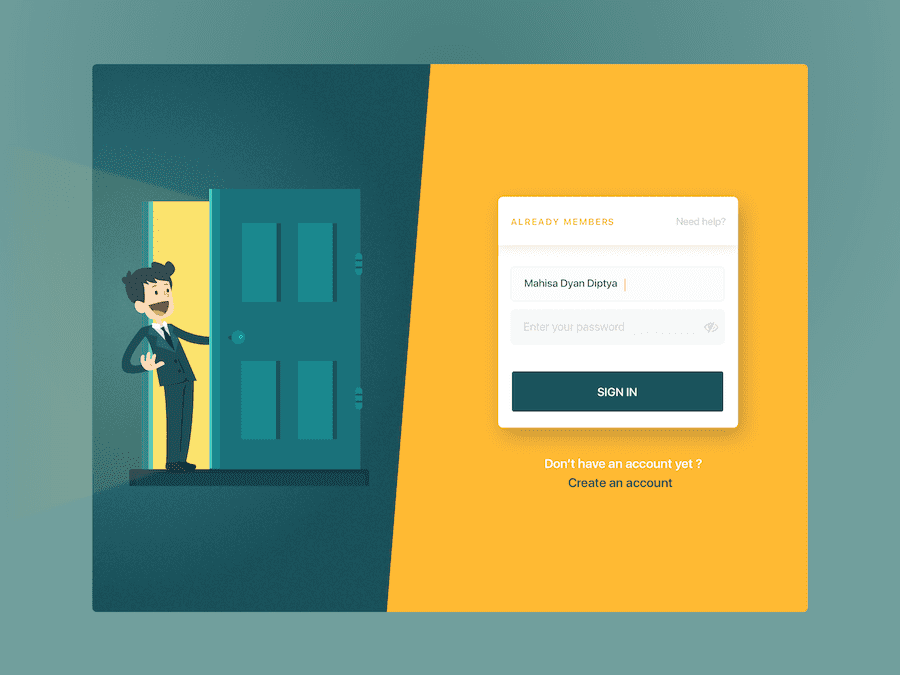 ALREADY MEMBERS
Need help?
Mahisa Dyan Diptya
Enter your password
SIGN IN
Don't have an account yet ?
Create an account